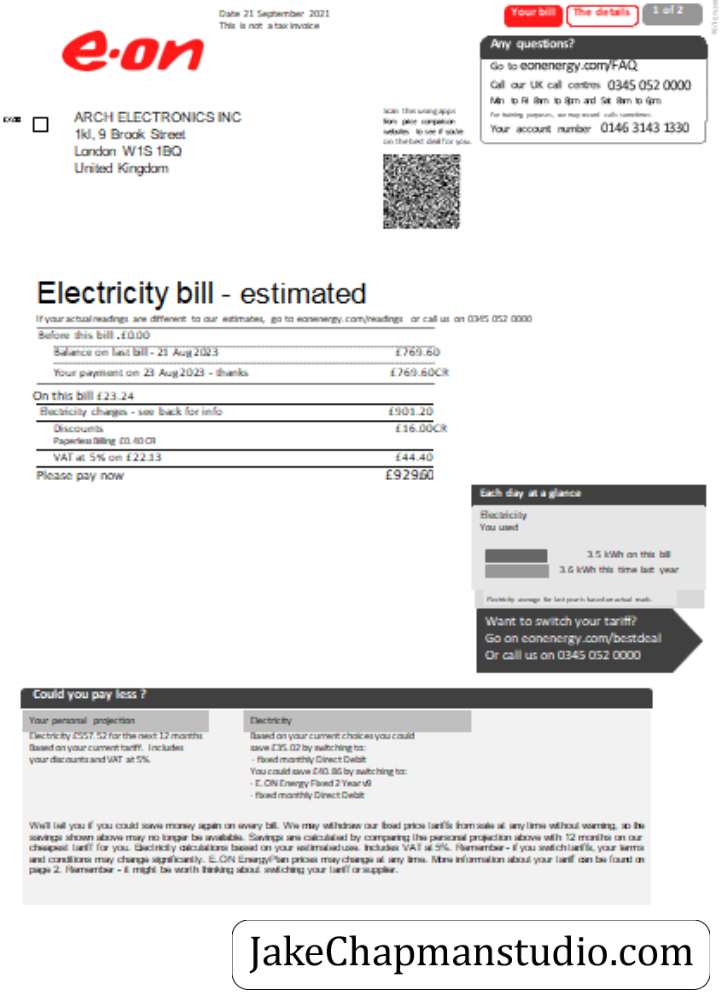 Date 21 September 2021
This is not a tax invoice
Your bill
The details
1 of 2
e·on
Any questions?
Go to eonenergy.com/FAQ
Call our UK call centres 0345 052 0000
Mn to Fri 8am to 8pm and Sat 8am to 6pm
For training purposes, we may record calls sometimes.
Your account number 0146 3143 1330
ARCH ELECTRONICS INC
1kl, 9 Brook Street
London W1S 1BQ
United Kingdom
scan this using apps
from price comparison
websites to see if you're
on the best deal for you.
Electricity bill - estimated
If your actual readings are different to our estimates, go to eonenergy.com/readings or call us on 0345 052 0000
Before this bill .£0.00
Balance on last bill - 21 Aug 2023 £769.60
Your payment on 23 Aug 2023 - thanks £769.60CR
On this bill £23.24
Electricity charges - see back for info £901.20
Discounts £16.00CR
Paperless Billing £0.40 CR
VAT at 5% on £22.13 £44.40
Please pay now £92960
Each day at a glance
Electricity
You used
3.5 kWh on this bill
3.6 kWh this time last year
Electricity average for last year is based on actual reads.
Want to switch your tariff?
Go on eonenergy.com/bestdeal
Or call us on 0345 052 0000
Could you pay less ?
Your personal projection
Electricity £557.52 for the next 12 months
Based on your current tariff. Includes
your discounts and VAT at 5%.
Electricity
Based on your current choices you could
save £35.02 by switching to:
- fixed monthly Direct Debit
You could save £40.86 by switching to:
- E.ON Energy Fixed 2 Year v9
- fixed monthly Direct Debit
We'll tell you if you could save money again on every bill. We may withdraw our fixed price tariffs from sale at any time without warning, so the
savings shown above may no longer be available. Savings are calculated by comparing the personal projection above with 12 months on our
cheapest tariff for you. Electricity calculations based on your estimated use. Includes VAT at 5%. Remember - if you switch tariffs, your terms
and conditions may change significantly. E.ON EnergyPlan prices may change at any time. More information about your tariff can be found on
page 2. Remember - it might be worth thinking about switching your tariff or supplier.
JakeChapmanstudio.com